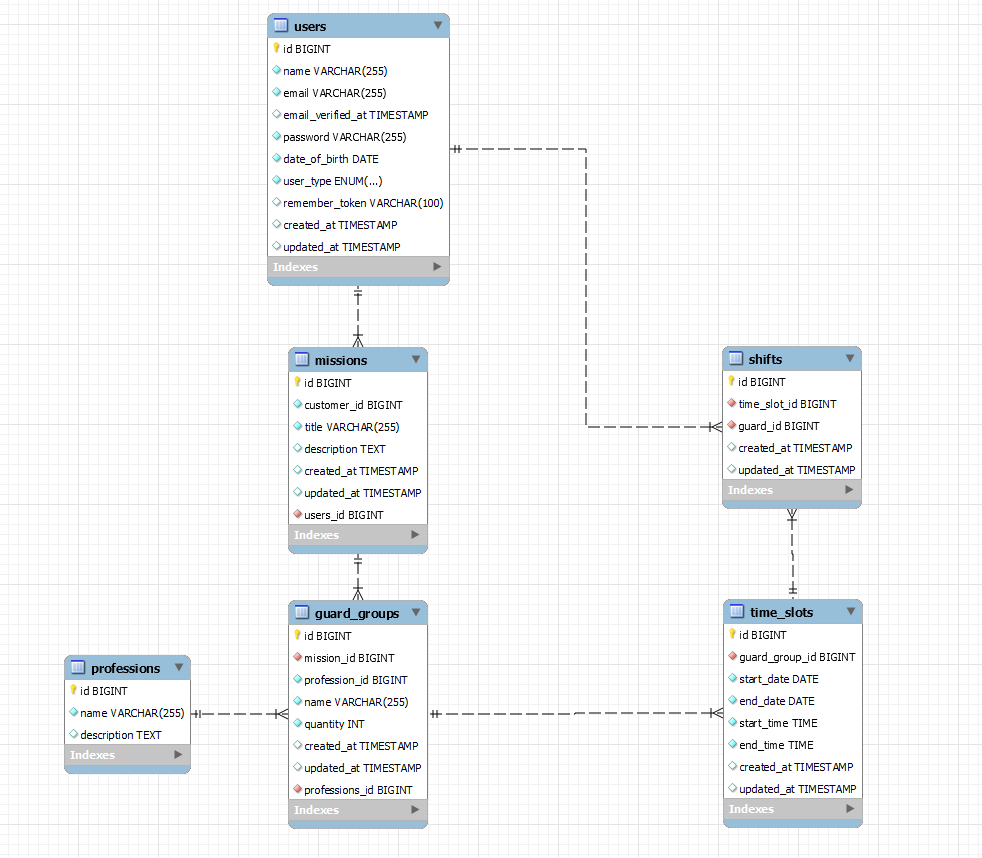 users
id BIGINT
name VARCHAR(255)
email VARCHAR(255)
email_verified_at TIMESTAMP
password VARCHAR(255)
date_of_birth DATE
user_type ENUM(...)
remember_token VARCHAR(100)
created_at TIMESTAMP
updated_at TIMESTAMP
Indexes
missions
id BIGINT
customer_id BIGINT
title VARCHAR(255)
description TEXT
created_at TIMESTAMP
updated_at TIMESTAMP
users_id BIGINT
Indexes
shifts
id BIGINT
time_slot_id BIGINT
guard_id BIGINT
created_at TIMESTAMP
updated_at TIMESTAMP
Indexes
professions
id BIGINT
name VARCHAR(255)
description TEXT
Indexes
guard_groups
id BIGINT
mission_id BIGINT
profession_id BIGINT
name VARCHAR(255)
quantity INT
created_at TIMESTAMP
updated_at TIMESTAMP
professions_id BIGINT
Indexes
time_slots
id BIGINT
guard_group_id BIGINT
start_date DATE
end_date DATE
start_time TIME
end_time TIME
created_at TIMESTAMP
updated_at TIMESTAMP
Indexes